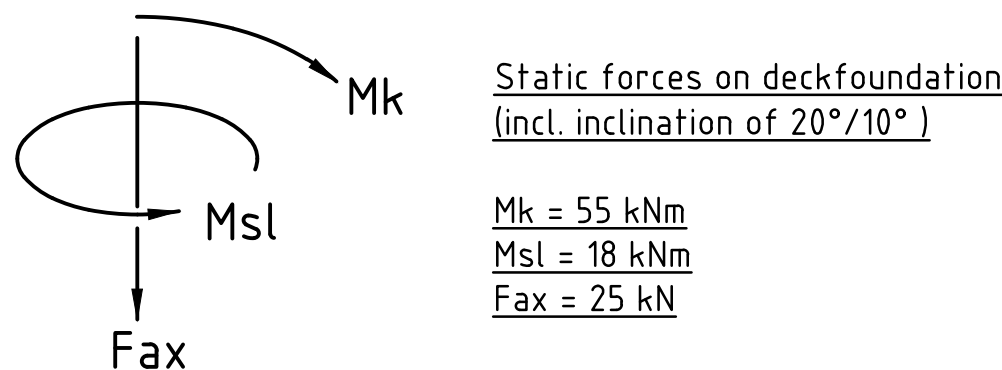 Mk
Msl
Fax
Static forces on deckfoundation
(incl. inclination of 20°/10° )
Mk = 55 kNm
Msl = 18 kNm
Fax = 25 kN